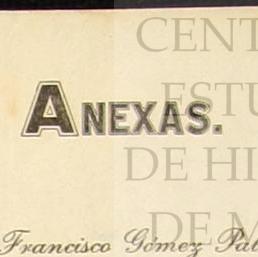 CENT
ANEXAS.
ESTU
DE HI
Francisco Gómez Pal
DE M